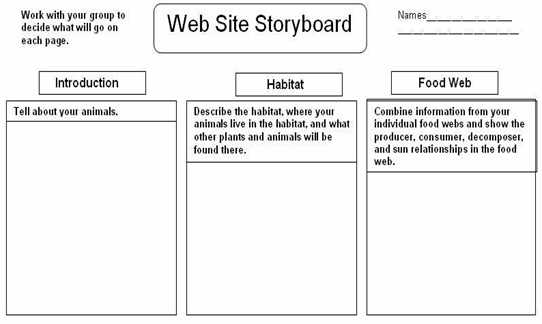 Work with your group to
decide what will go on
each page.
Web Site Storyboard
Names______________
____________________
Introduction
Tell about your animals.
Habitat
Describe the habitat, where your
animals live in the habitat, and what
other plants and animals will be
found there.
Food Web
Combine information from your
individual food webs and show the
producer, consumer, decomposer,
and sun relationships in the food
web.